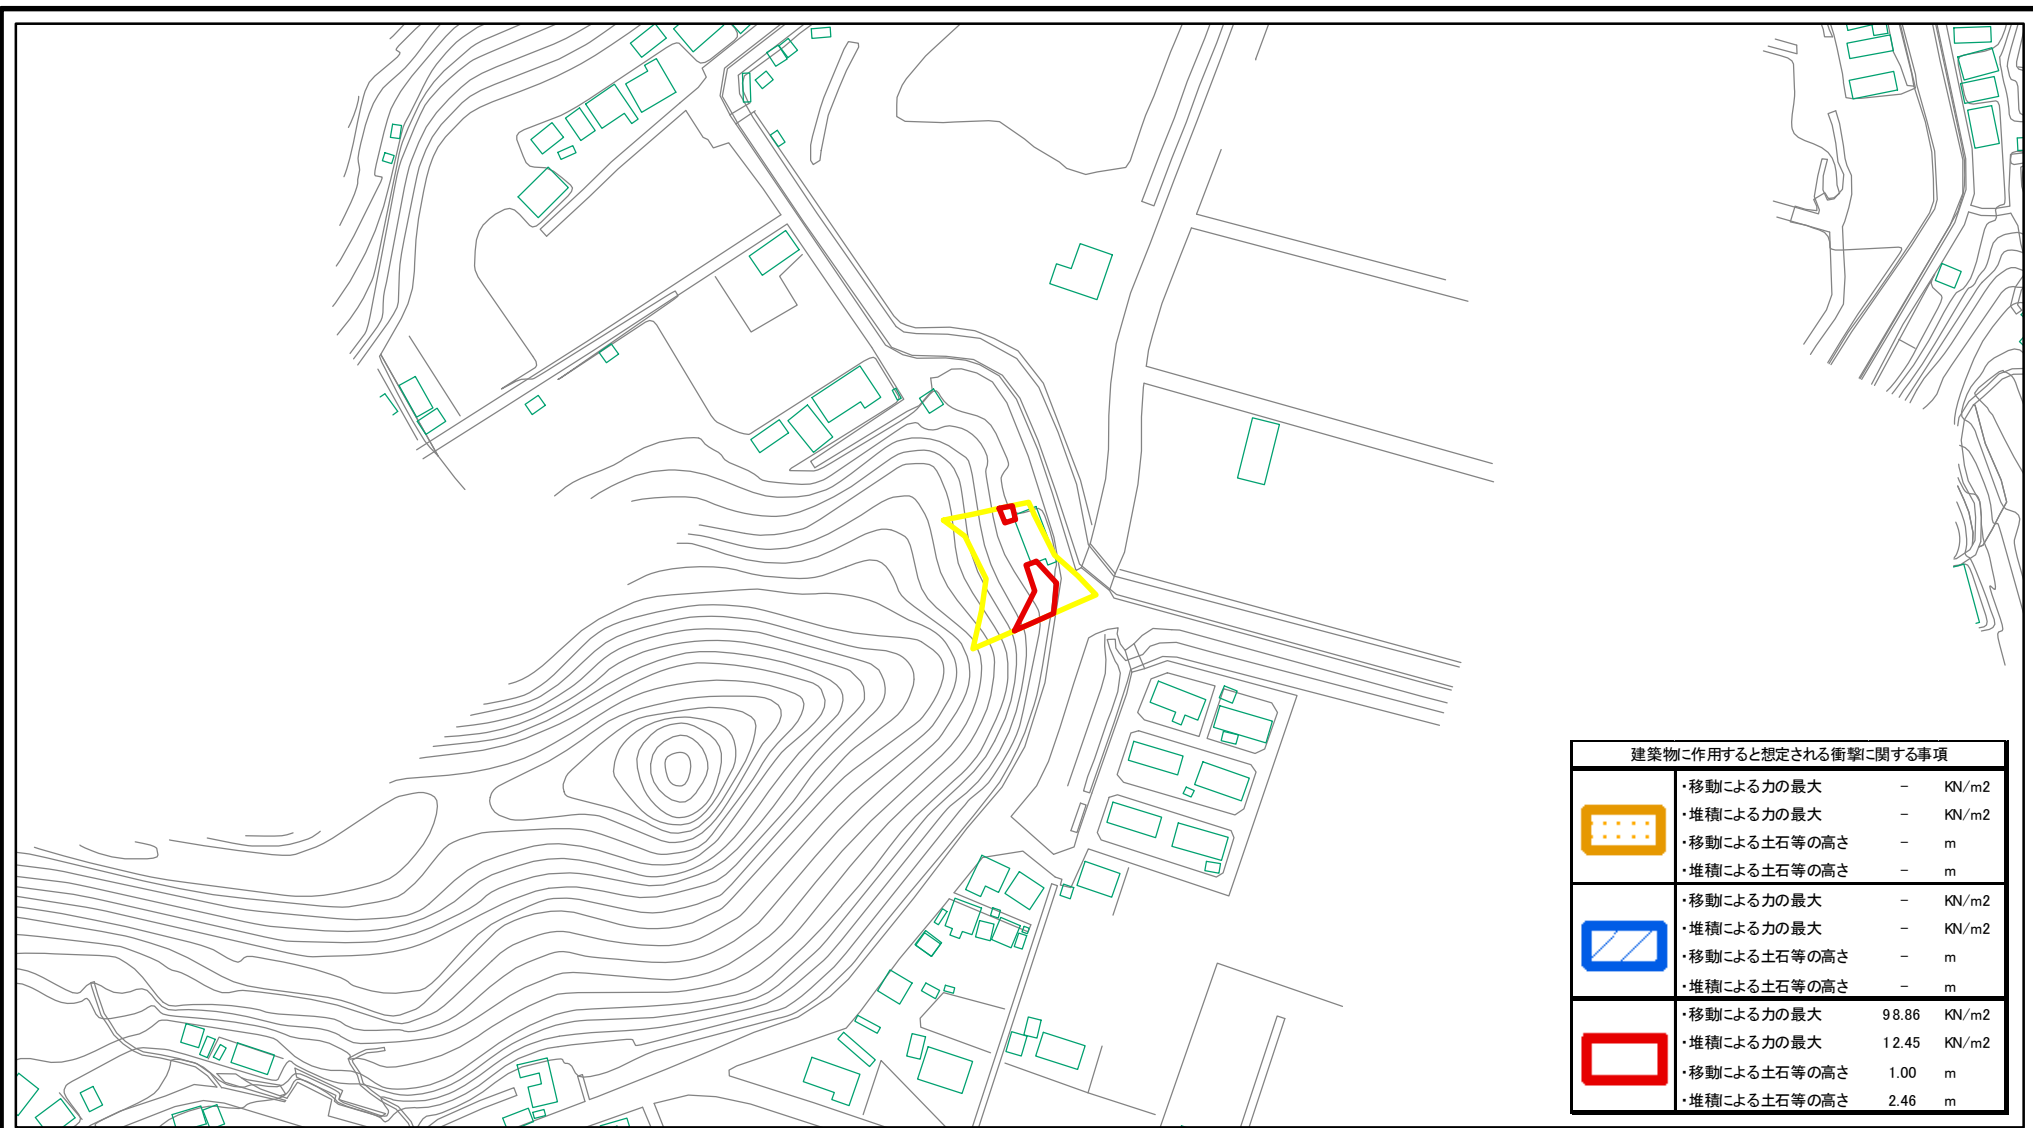 建築物に作用すると想定される衝撃に関する事項
・移動による力の最大 - KN/m2
・堆積による力の最大 - KN/m2
・移動による土石等の高さ - m
・堆積による土石等の高さ - m
・移動による力の最大 - KN/m2
・堆積による力の最大 - KN/m2
・移動による土石等の高さ - m
・堆積による土石等の高さ - m
・移動による力の最大 98.86 KN/m2
・堆積による力の最大 12.45 KN/m2
・移動による土石等の高さ 1.00 m
・堆積による土石等の高さ 2.46 m